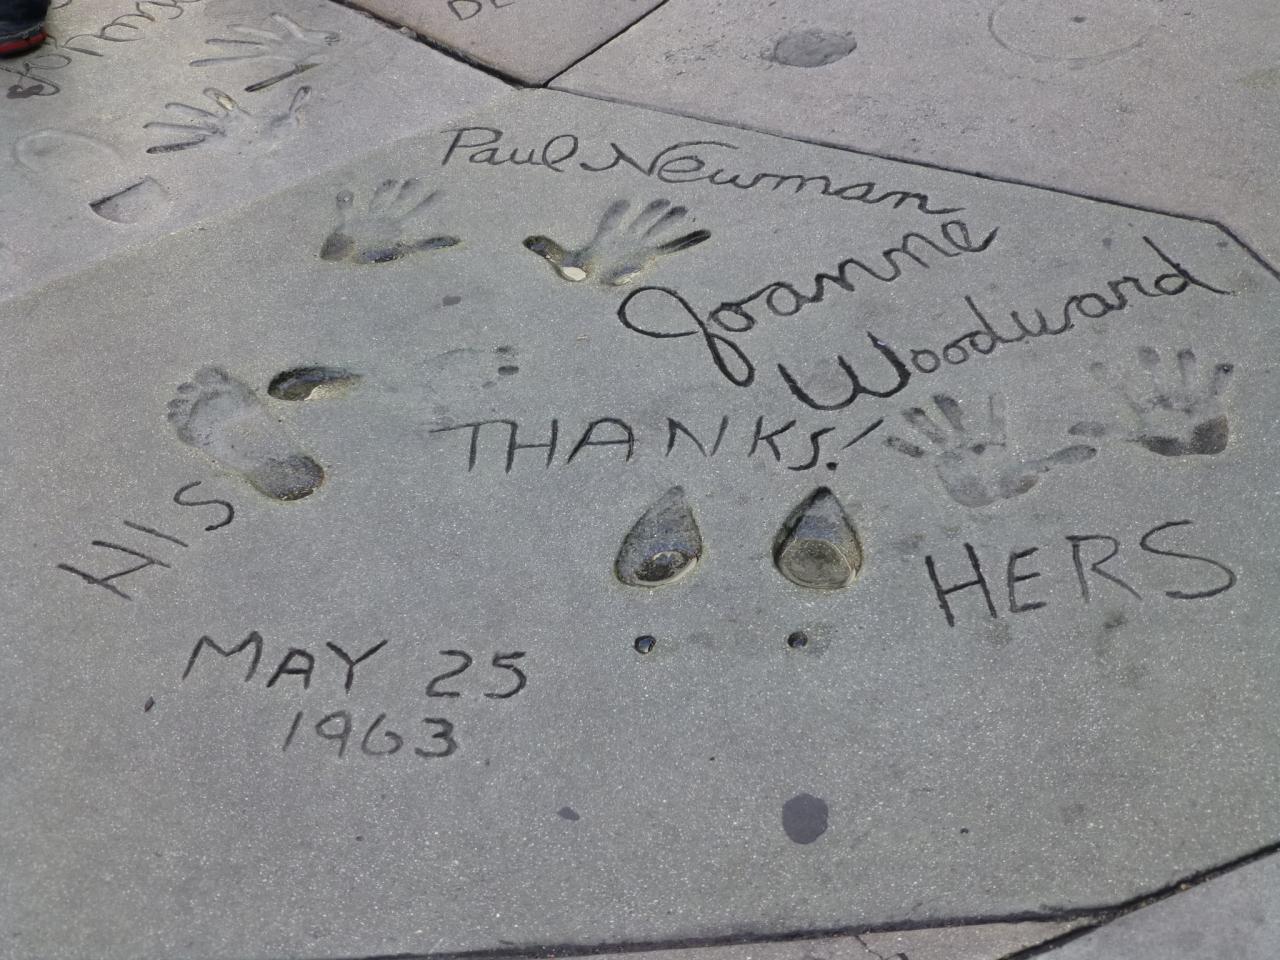 Paul Newman
Joanne
Woodward
THANKS!
HIS
HERS
MAY 25
1963